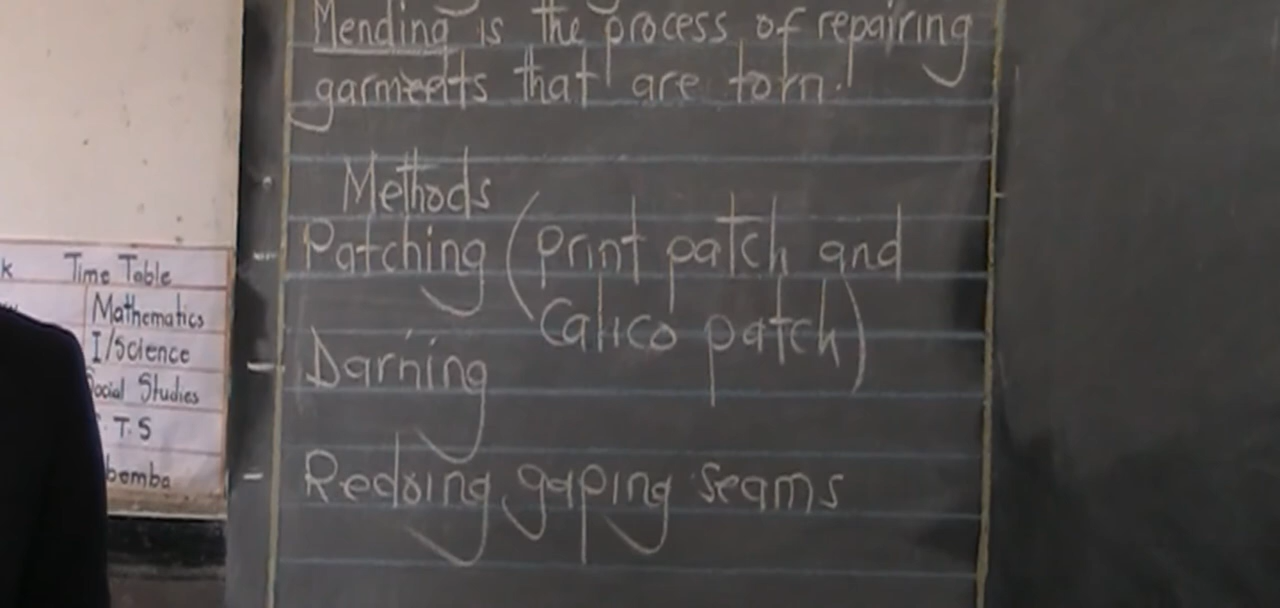 Mending is the process of repairing
garments that are torn.
Methods
- Patching (Print patch and
Calico patch)
- Darning
- Redoing gaping seams
Time Table
Mathematics
I/Science
Social Studies
T.S
bemba